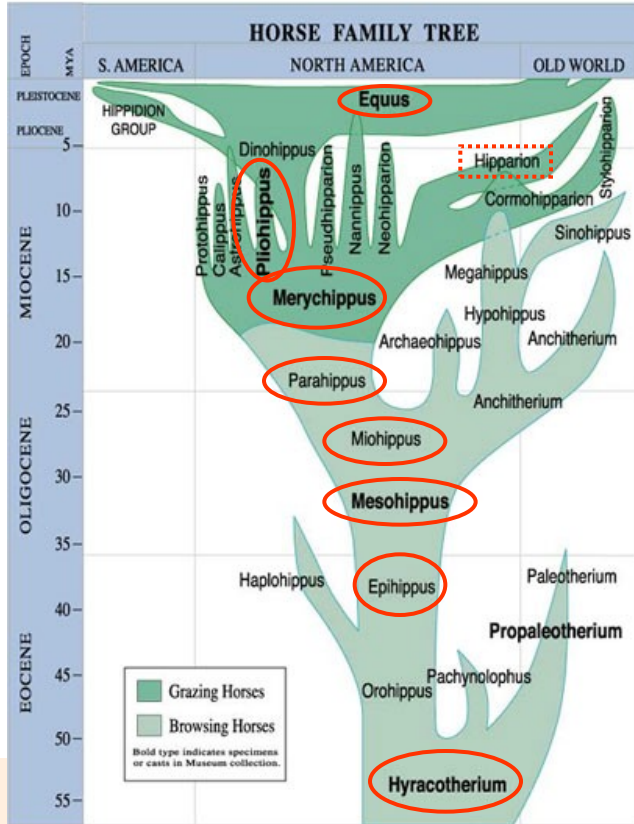 HORSE FAMILY TREE
EPOCH
MYA
S. AMERICA
NORTH AMERICA
OLD WORLD
PLEISTOCENE
Equus
HIPPIDION
GROUP
PLIOCENE
5
Dinohippus
Hipparion
Stylohipparion
Protohippus
Calippus
Astrohippus
Pliohippus
Pseudhipparion
Nannippus
Neohipparion
Cormohipparion
10
Sinohippus
MIOCENE
15
Megahippus
Merychippus
Hypohippus
20
Archaeohippus
Anchitherium
Parahippus
25
Anchitherium
OLIGOCENE
Miohippus
30
Mesohippus
35
Haplohippus
Epihippus
Paleotherium
40
Propaleotherium
EOCENE
45
Pachynolophus
Orohippus
Grazing Horses
Browsing Horses
Bold type indicates specimens
or casts in Museum collection.
50
Hyracotherium
55